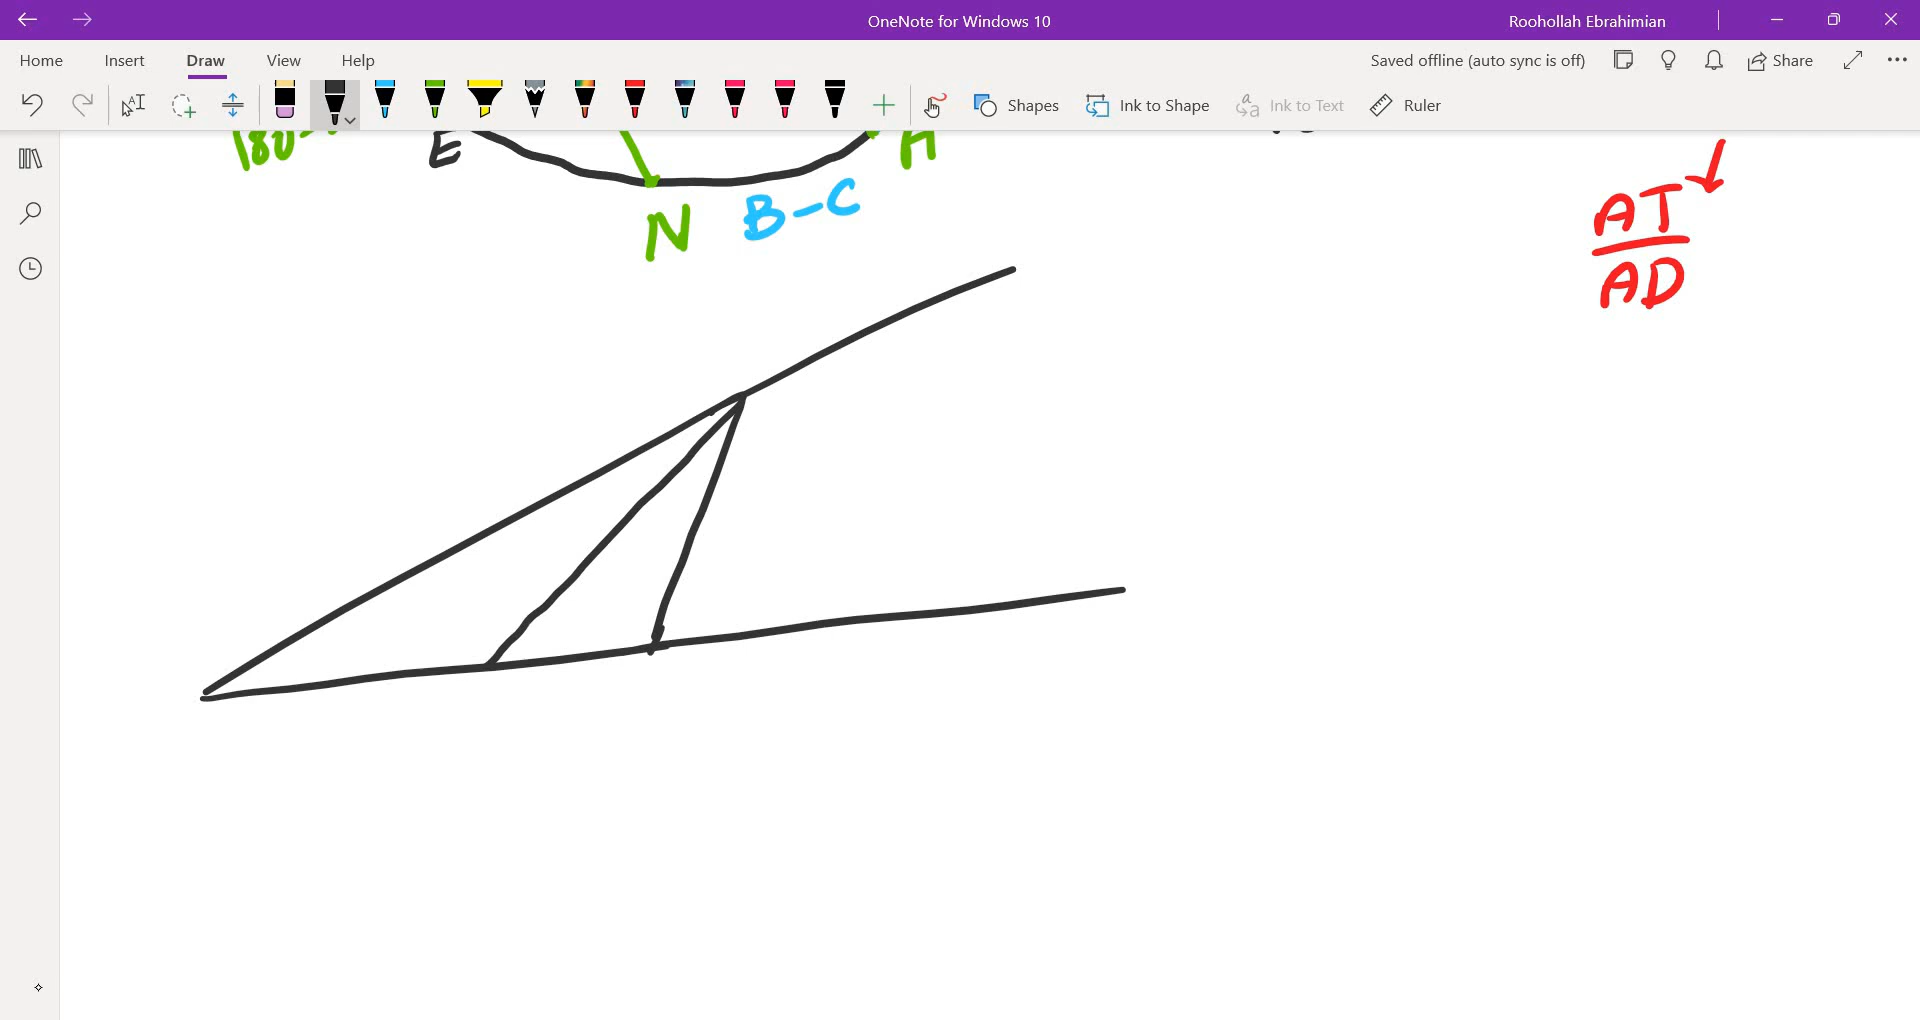 OneNote for Windows 10
Roohollah Ebrahimian
Home Insert Draw View Help
Saved offline (auto sync is off) Share
Shapes Ink to Shape Ink to Text Ruler
180-
E
A
N
B-C
AT
AD